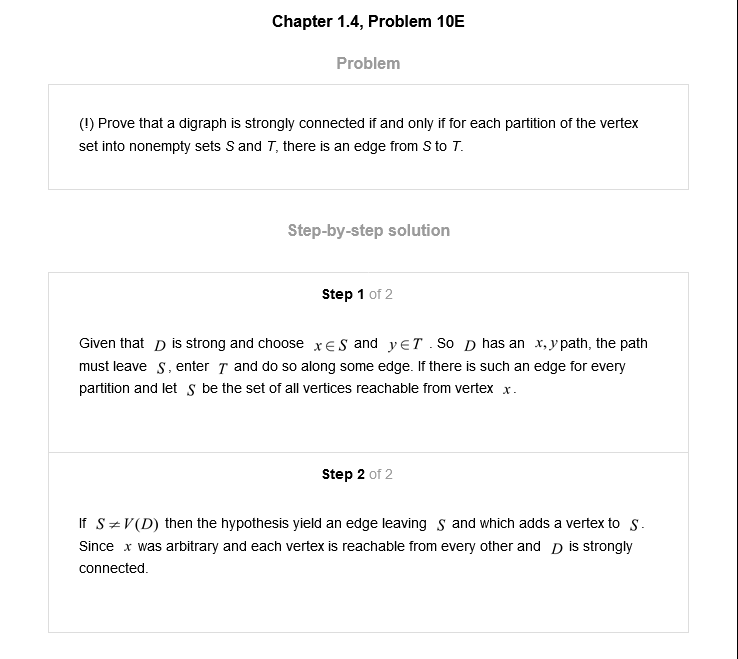 Chapter 1.4, Problem 10E
Problem
(!) Prove that a digraph is strongly connected if and only if for each partition of the vertex
set into nonempty sets S and T, there is an edge from S to T.
Step-by-step solution
Step 1 of 2
Given that D is strong and choose x∈S and y∈T . So D has an x,y path, the path
must leave S, enter T and do so along some edge. If there is such an edge for every
partition and let S be the set of all vertices reachable from vertex x.
Step 2 of 2
If S≠V(D) then the hypothesis yield an edge leaving S and which adds a vertex to S.
Since x was arbitrary and each vertex is reachable from every other and D is strongly
connected.